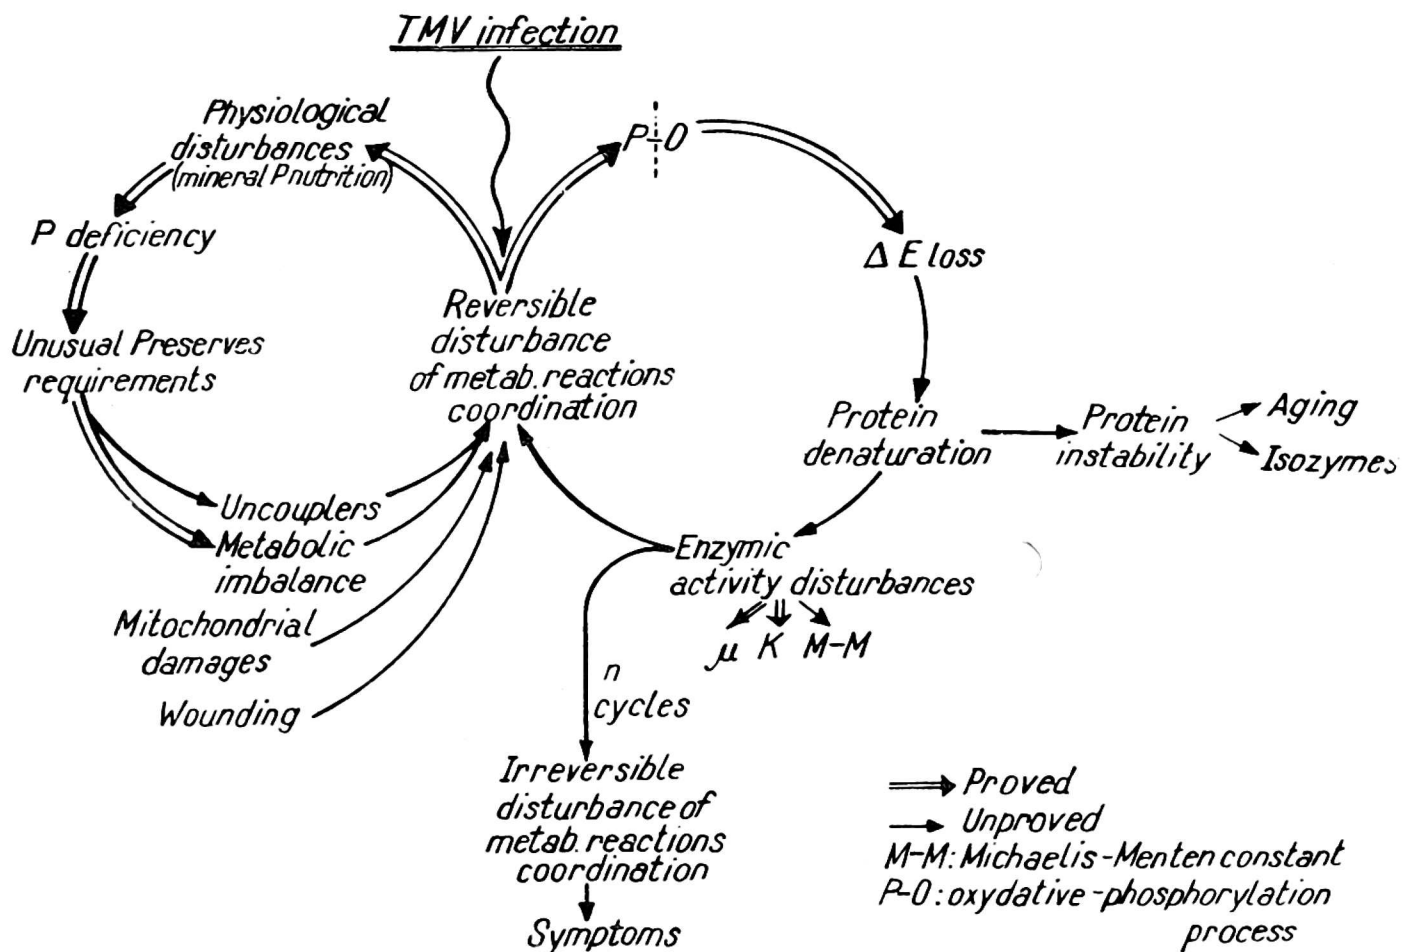 TMV infection
Physiological
disturbances
(mineral P nutrition)
P-O
P deficiency
Δ E loss
Unusual Preserves
requirements
Reversible
disturbance
of metab. reactions
coordination
Protein
denaturation
Protein
instability
Aging
Isozymes
Uncouplers
Metabolic
imbalance
Mitochondrial
damages
Wounding
Enzymic
activity disturbances
μ K M-M
n
cycles
Irreversible
disturbance of
metab. reactions
coordination
Symptoms
Proved
Unproved
M-M: Michaelis-Menten constant
P-O: oxydative-phosphorylation
process